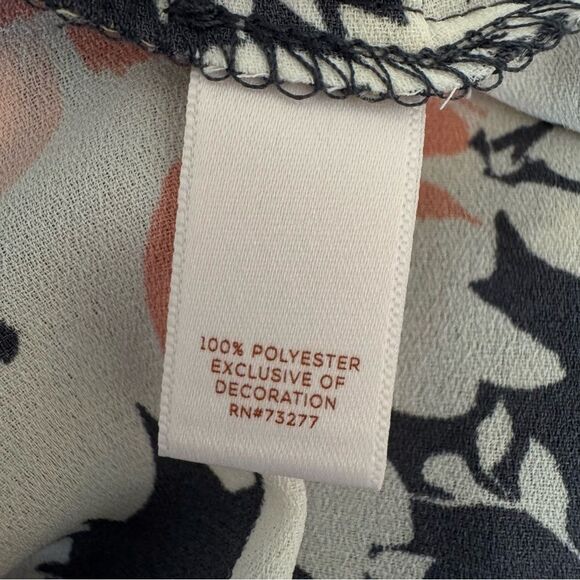 100% POLYESTER
EXCLUSIVE OF
DECORATION
RN#73277